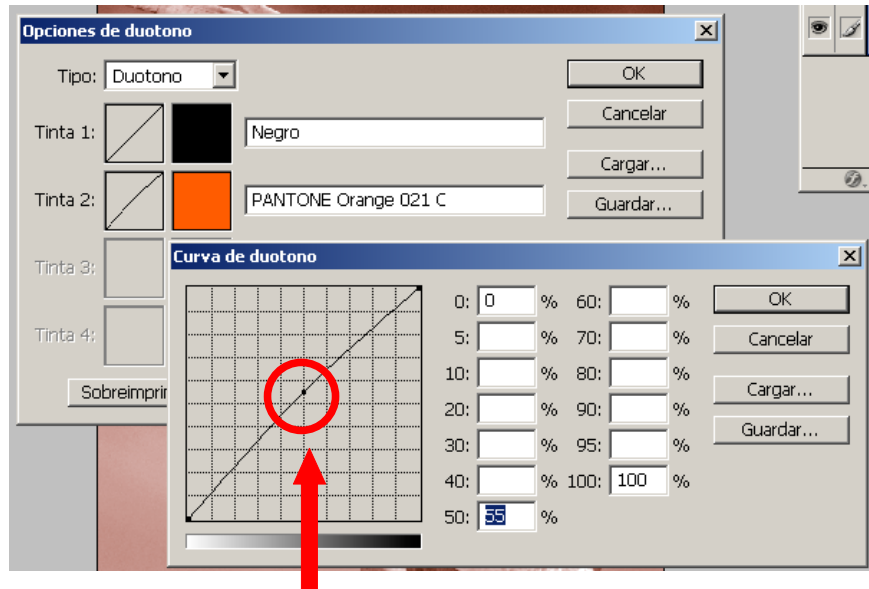 Opciones de duotono
Tipo: Duotono
OK
Cancelar
Tinta 1: Negro
Cargar...
Tinta 2: PANTONE Orange 021 C
Guardar...
Tinta 3:
Tinta 4:
Sobreimprir
Curva de duotono
0: 0 % 60: % OK
5: % 70: % Cancelar
10: % 80: %
Cargar...
20: % 90: %
Guardar...
30: % 95: %
40: % 100: 100 %
50: 55 %